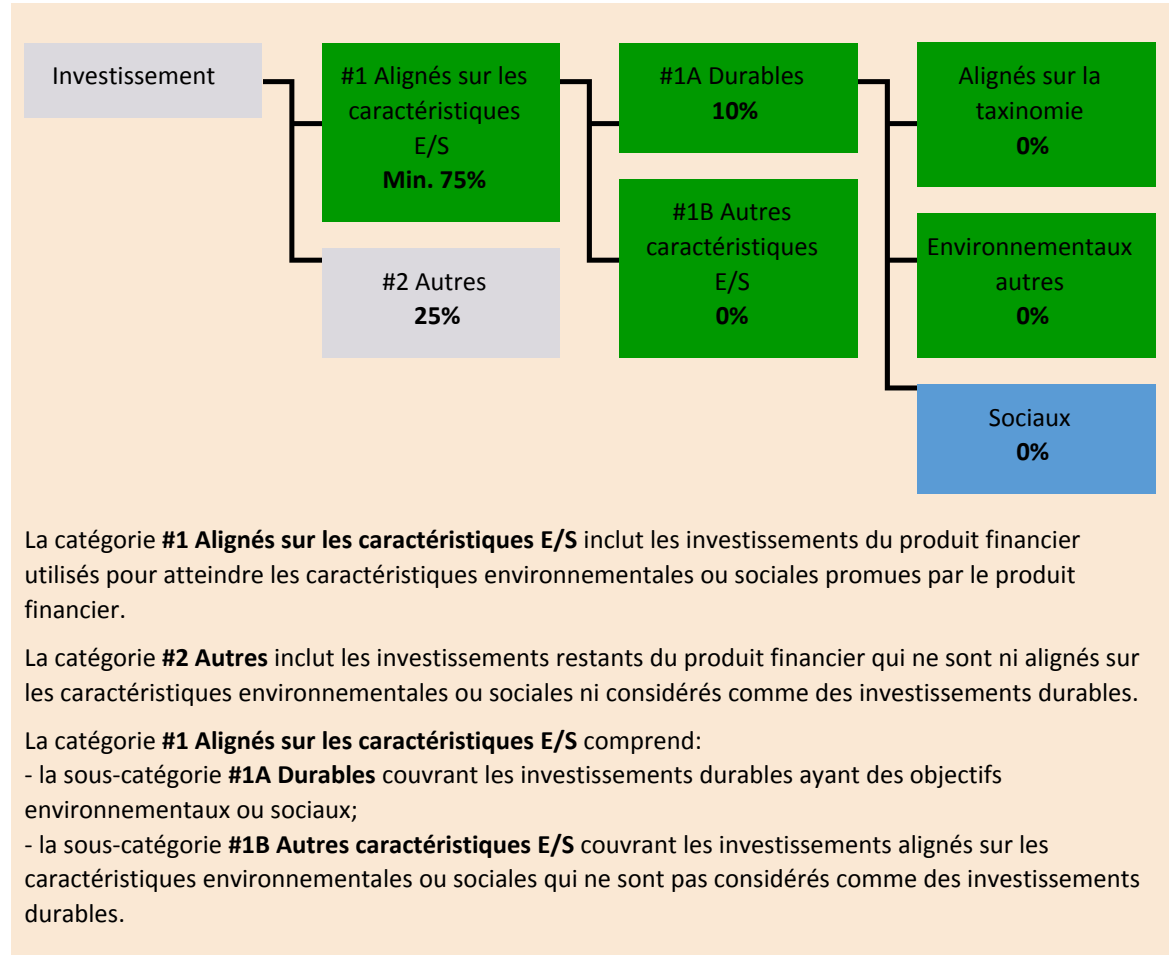 Investissement
#1 Alignés sur les
caractéristiques
E/S
Min. 75%
#2 Autres
25%
#1A Durables
10%
#1B Autres
caractéristiques
E/S
0%
Alignés sur la
taxinomie
0%
Environnementaux
autres
0%
Sociaux
0%
La catégorie #1 Alignés sur les caractéristiques E/S inclut les investissements du produit financier
utilisés pour atteindre les caractéristiques environnementales ou sociales promues par le produit
financier.
La catégorie #2 Autres inclut les investissements restants du produit financier qui ne sont ni alignés sur
les caractéristiques environnementales ou sociales ni considérés comme des investissements durables.
La catégorie #1 Alignés sur les caractéristiques E/S comprend:
- la sous-catégorie #1A Durables couvrant les investissements durables ayant des objectifs
environnementaux ou sociaux;
- la sous-catégorie #1B Autres caractéristiques E/S couvrant les investissements alignés sur les
caractéristiques environnementales ou sociales qui ne sont pas considérés comme des investissements
durables.